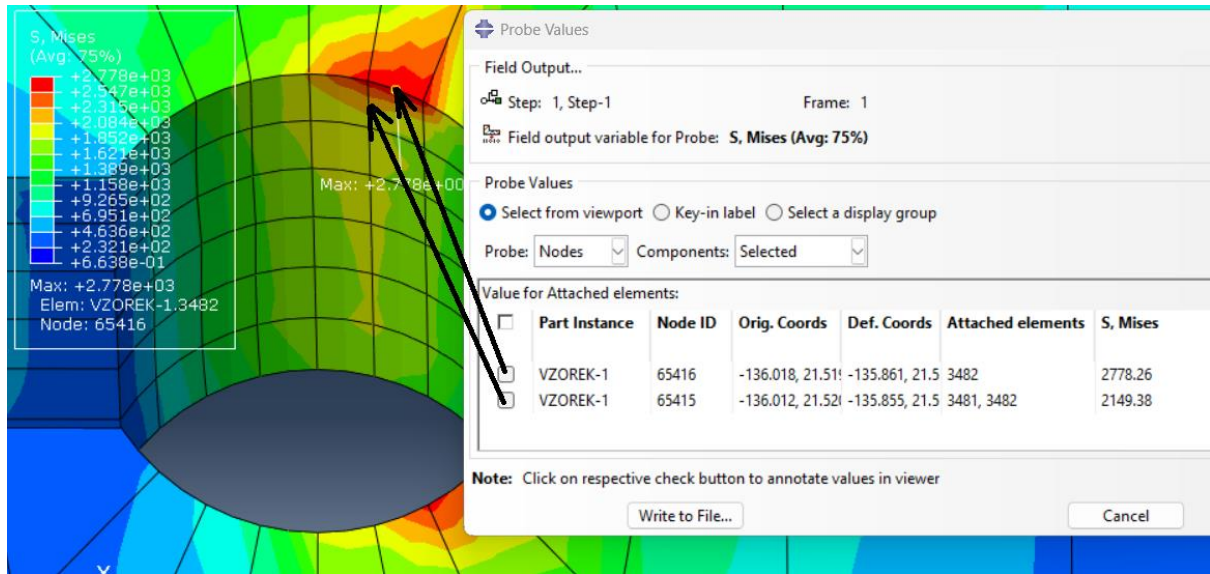 S, Mises
(Avg: 75%)
+2.778e+03
+2.547e+03
+2.315e+03
+2.084e+03
+1.852e+03
+1.621e+03
+1.389e+03
+1.158e+03
+9.265e+02
+6.951e+02
+4.636e+02
+2.321e+02
+6.638e-01
Max: +2.778e+03
Elem: VZOREK-1.3482
Node: 65416
Max: +2.778e+00
X
Probe Values
Field Output...
Step: 1, Step-1 Frame: 1
Field output variable for Probe: S, Mises (Avg: 75%)
Probe Values
Select from viewport Key-in label Select a display group
Probe: Nodes Components: Selected
Value for Attached elements:
Part Instance Node ID Orig. Coords Def. Coords Attached elements S, Mises
VZOREK-1 65416 -136.018, 21.519 -135.861, 21.5 3482 2778.26
VZOREK-1 65415 -136.012, 21.520 -135.855, 21.5 3481, 3482 2149.38
Note: Click on respective check button to annotate values in viewer
Write to File... Cancel